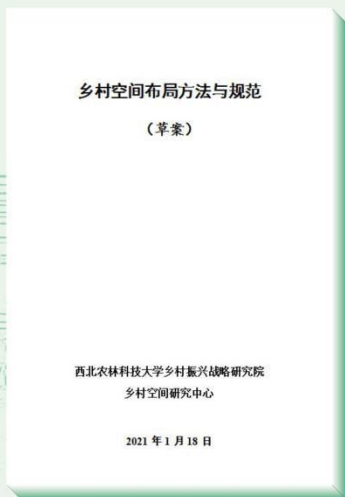 乡村空间布局方法与规范
（草案）
西北农林科技大学乡村振兴战略研究院
乡村空间研究中心
2021 年 1 月 18 日